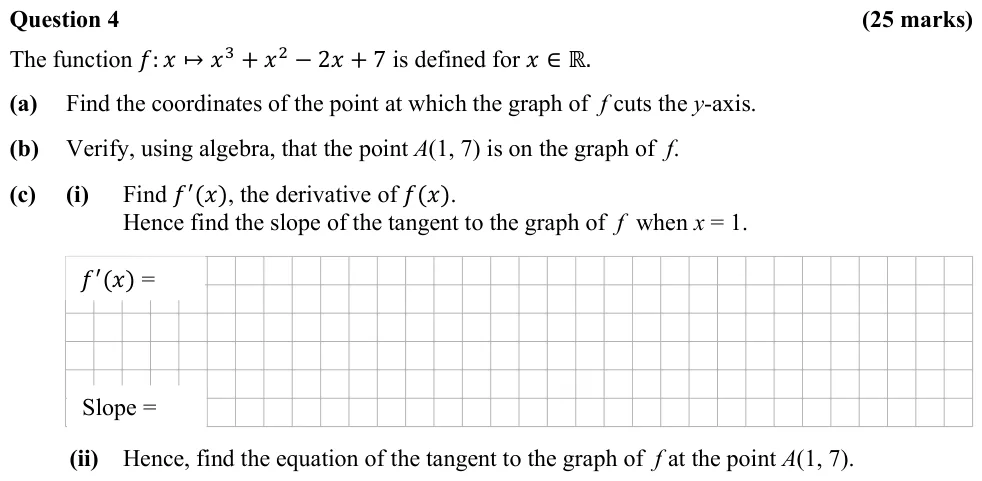 Question 4 (25 marks)
The function f: x ↦ x³ + x² − 2x + 7 is defined for x ∈ ℝ.
(a) Find the coordinates of the point at which the graph of f cuts the y-axis.
(b) Verify, using algebra, that the point A(1, 7) is on the graph of f.
(c) (i) Find f′(x), the derivative of f(x).
Hence find the slope of the tangent to the graph of f when x = 1.
f′(x) =
Slope =
(ii) Hence, find the equation of the tangent to the graph of f at the point A(1, 7).